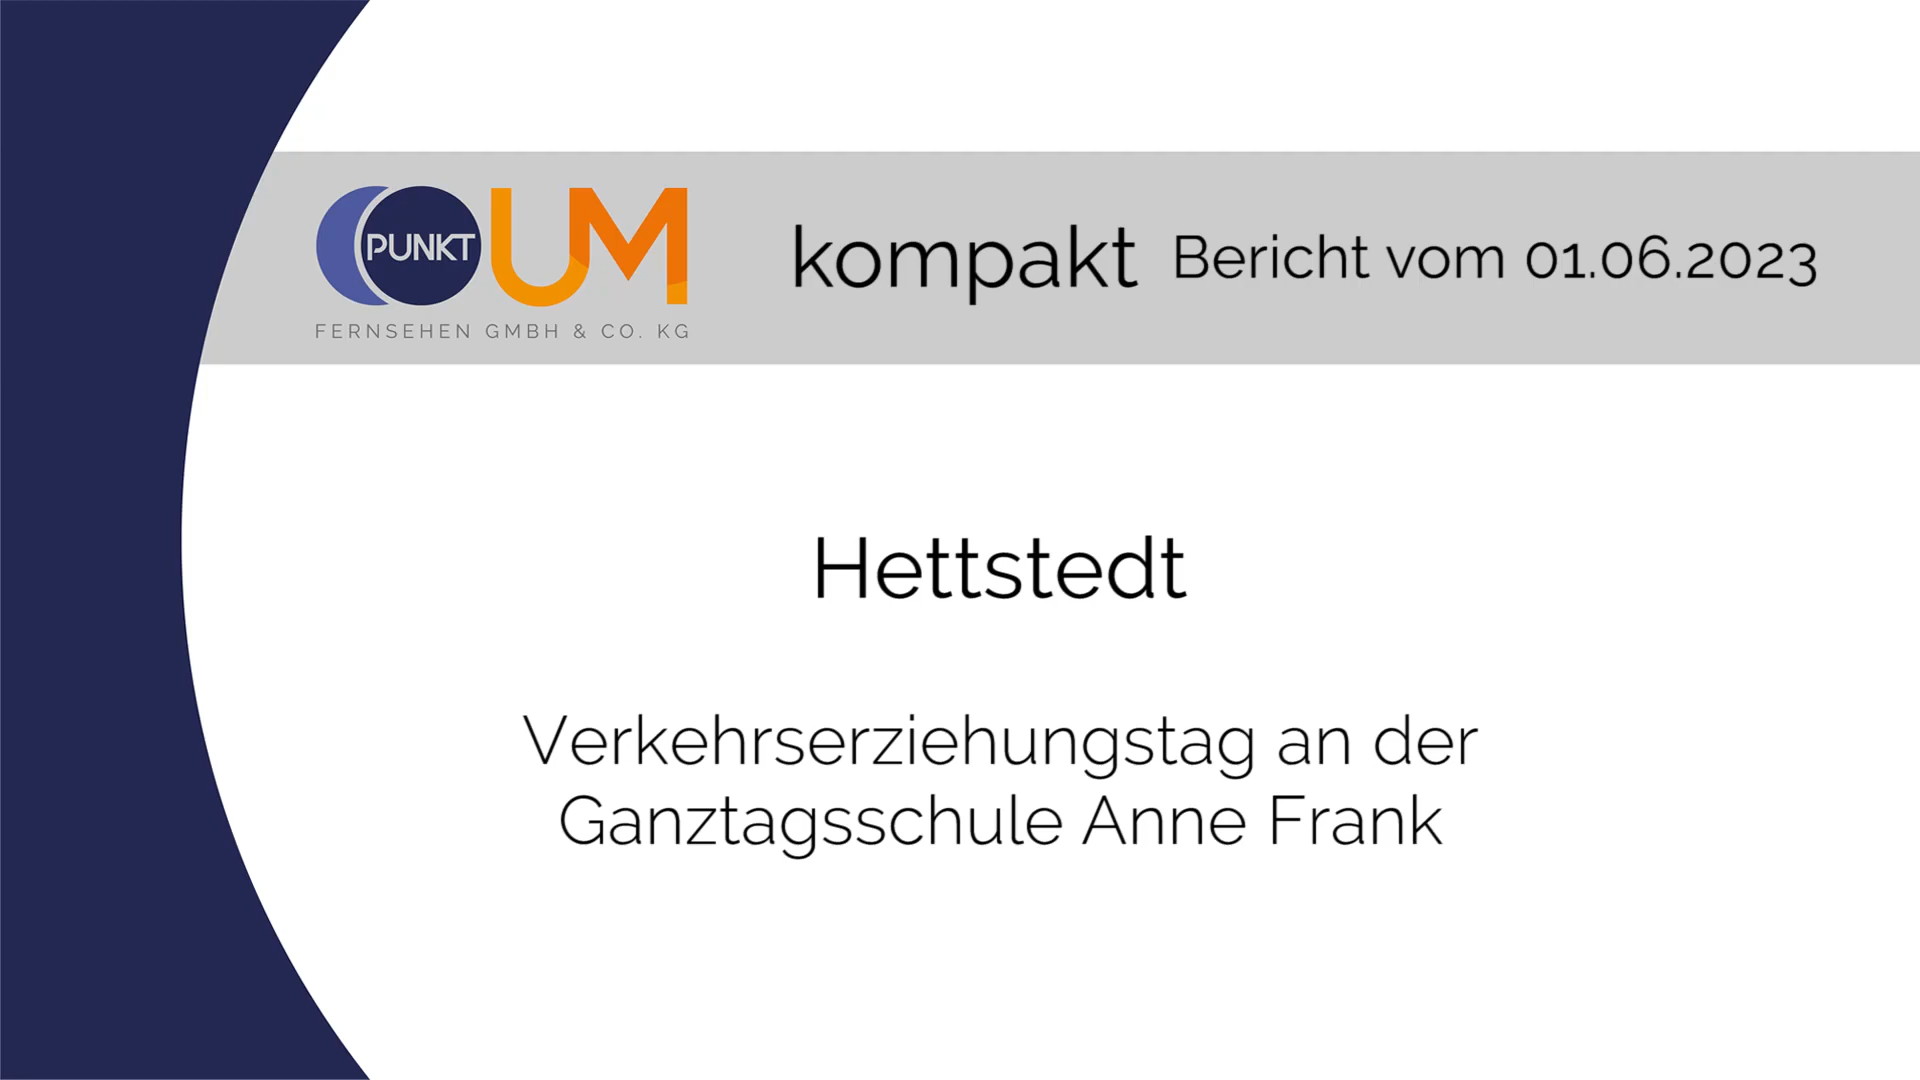 PUNKT UM
FERNSEHEN GMBH & CO. KG
kompakt Bericht vom 01.06.2023
Hettstedt
Verkehrserziehungstag an der
Ganztagsschule Anne Frank